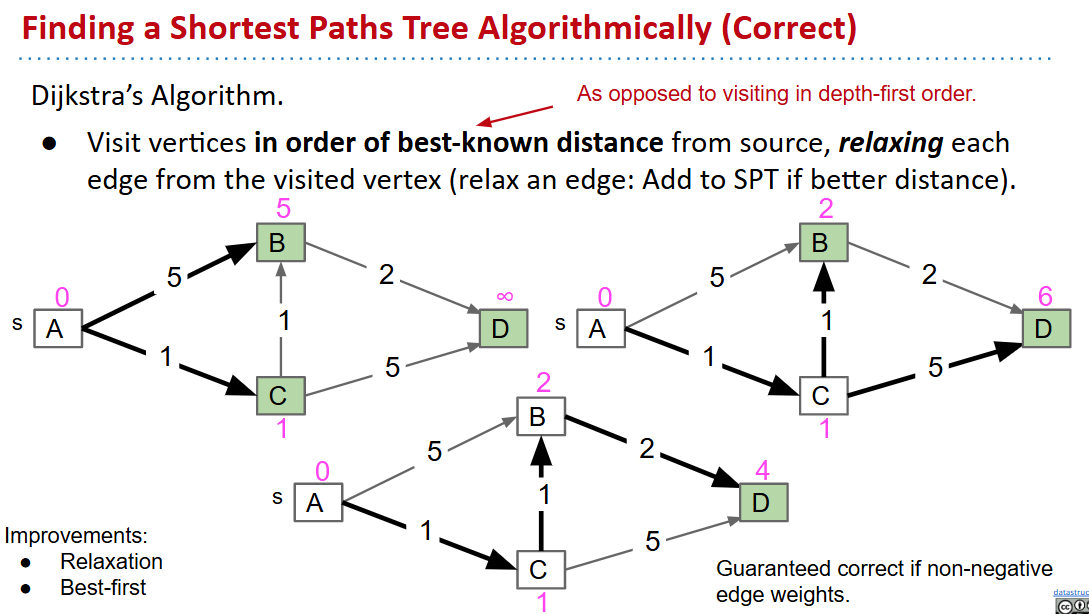 Finding a Shortest Paths Tree Algorithmically (Correct)
Dijkstra's Algorithm.
As opposed to visiting in depth-first order.
● Visit vertices in order of best-known distance from source, relaxing each
edge from the visited vertex (relax an edge: Add to SPT if better distance).
5
B
5
2
0
∞
s
A
1
D
1
5
C
1
2
B
5
2
0
6
s
A
1
D
1
5
C
1
2
B
5
2
0
4
s
A
1
D
1
5
C
1
Improvements:
● Relaxation
● Best-first
Guaranteed correct if non-negative
edge weights.
datastruc
cc